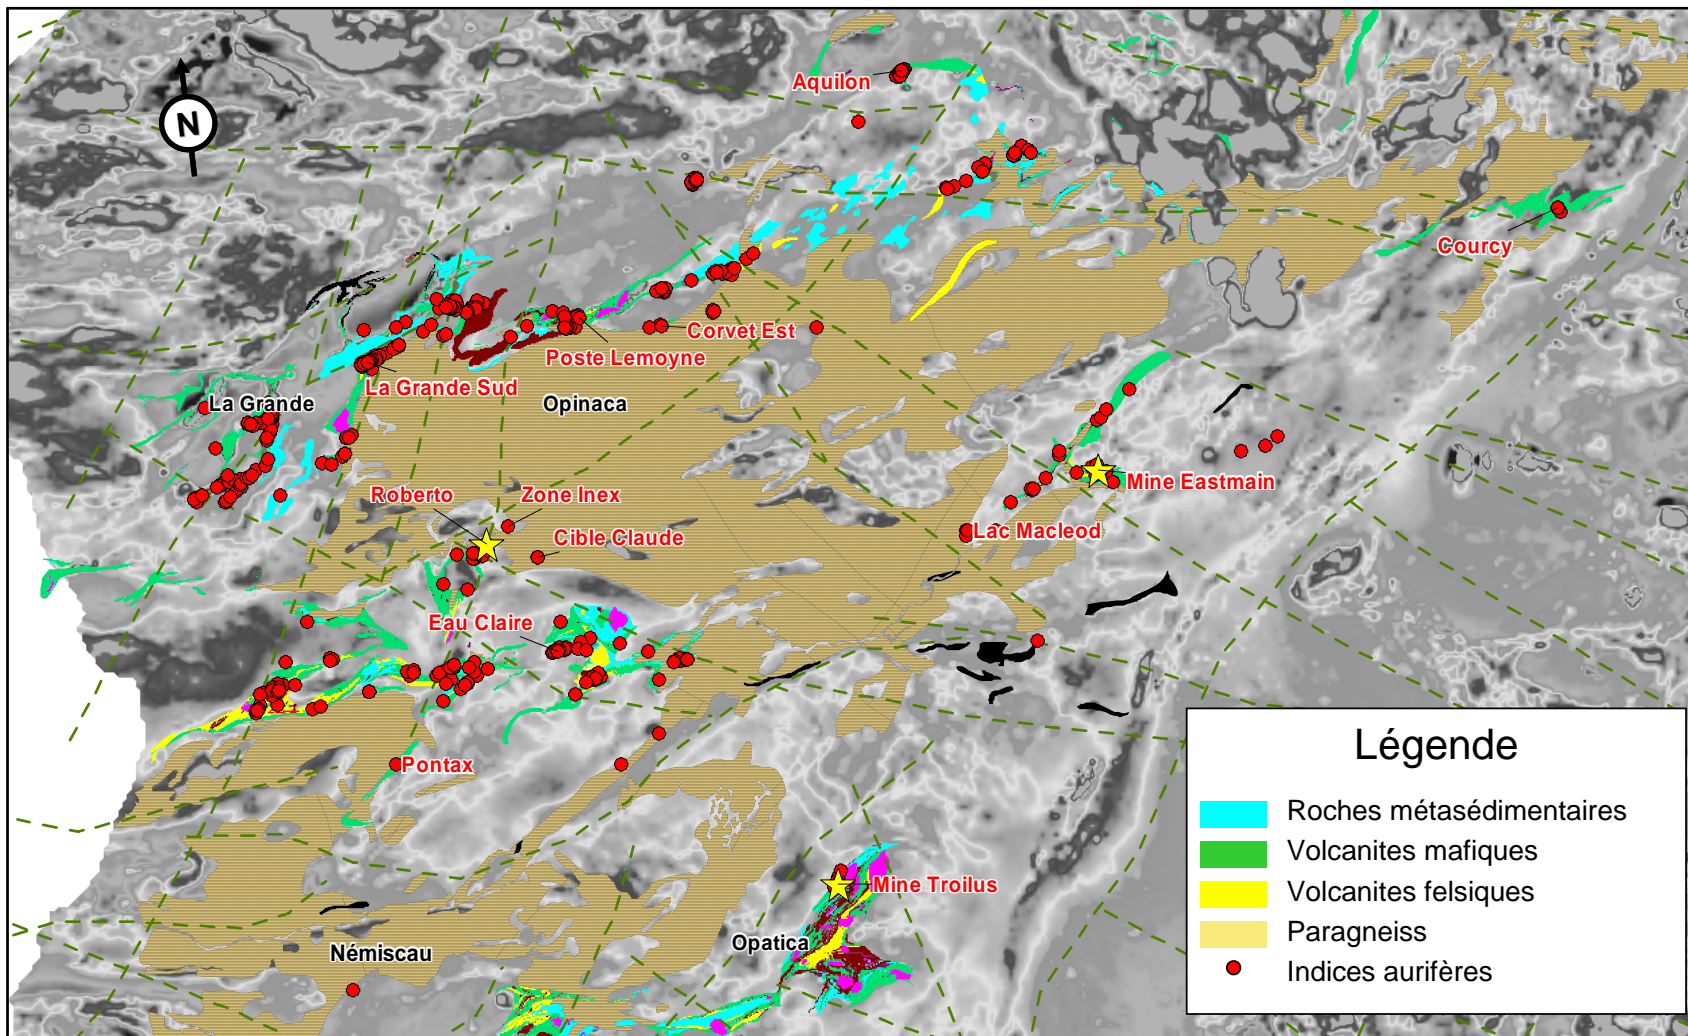 Aquilon
N
Courcy
Corvet Est
Poste Lemoyne
La Grande Sud
La Grande
Opinaca
Mine Eastmain
Roberto
Zone Inex
Lac Macleod
Cible Claude
Eau Claire
Pontax
Mine Troilus
Opatica
Némiscau
Légende
Roches métasédimentaires
Volcanites mafiques
Volcanites felsiques
Paragneiss
Indices aurifères